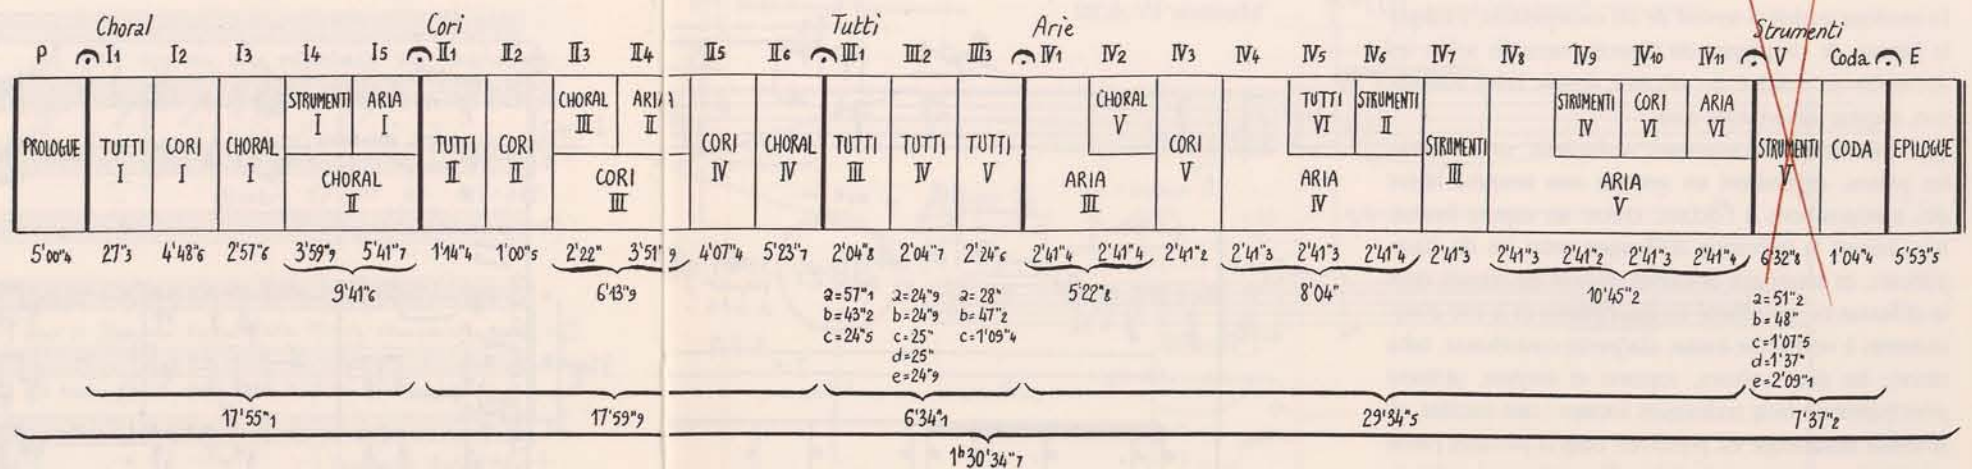 Choral Cori Tutti Arie Strumenti
P I1 I2 I3 I4 I5 II1 II2 II3 II4 II5 II6 III1 III2 III3 IV1 IV2 IV3 IV4 IV5 IV6 IV7 IV8 IV9 IV10 IV11 V Coda E
STRUMENTI I ARIA I CHORAL III ARIA II CHORAL V TUTTI VI STRUMENTI II STRUMENTI IV CORI VI ARIA VI
PROLOGUE TUTTI I CORI I CHORAL I TUTTI II CORI II CORI IV CHORAL IV TUTTI III TUTTI IV TUTTI V CORI V STRUMENTI III STRUMENTI V CODA EPILOGUE
CHORAL II CORI III ARIA III ARIA IV ARIA V
5'00"4 27"3 4'48"6 2'57"6 3'59"9 5'41"7 1'14"4 1'00"5 2'22" 3'51"9 4'07"4 5'23"7 2'04"8 2'04"7 2'24"6 2'41"4 2'41"4 2'41"2 2'41"3 2'41"3 2'41"4 2'41"3 2'41"3 2'41"2 2'41"3 2'41"4 6'32"8 1'04"4 5'53"5
9'41"6 6'13"9 5'22"8 8'04" 10'45"2
a=57"1 a=24"9 a=28" a=51"2
b=43"2 b=24"9 b=47"2 b=48"
c=24"5 c=25" c=1'09"4 c=1'07"5
d=25" d=1'37"
e=24"9 e=2'09"1
17'55"1 17'59"9 6'34"1 29'34"5 7'37"2
1h30'34"7